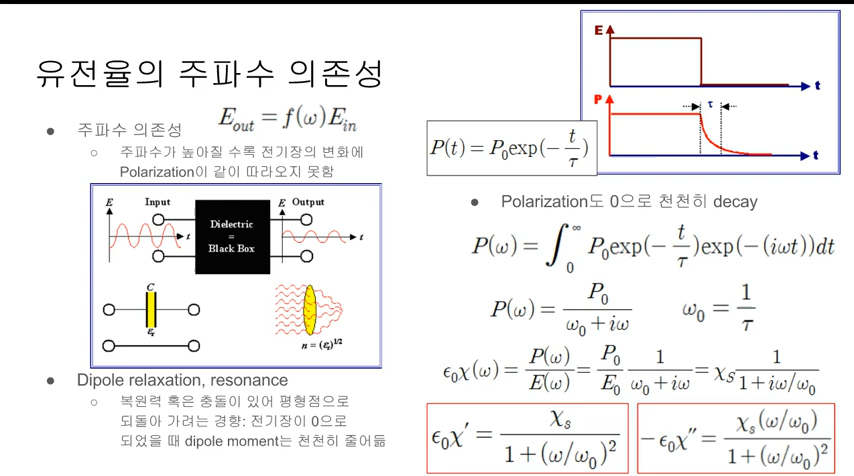 유전율의 주파수 의존성
● 주파수 의존성
E_out = f(ω)E_in
○ 주파수가 높아질 수록 전기장의 변화에
Polarization이 같이 따라오지 못함
E Input E Output
Dielectric
=
Black Box
t t
C
ε_r
n = (ε_r)^1/2
● Dipole relaxation, resonance
○ 복원력 혹은 충돌이 있어 평형점으로
되돌아 가려는 경향: 전기장이 0으로
되었을 때 dipole moment는 천천히 줄어듦
E
t
P
τ
t
P(t) = P_0 exp(-t/τ)
● Polarization도 0으로 천천히 decay
P(ω) = ∫_0^∞ P_0 exp(-t/τ)exp(-(iωt)dt
P(ω) = P_0/(ω_0 + iω) ω_0 = 1/τ
ϵ_0χ(ω) = P(ω)/E(ω) = P_0/E_0 1/(ω_0 + iω) = χ_S 1/(1 + iω/ω_0)
ϵ_0χ′ = χ_s/(1 + (ω/ω_0)^2)
-ϵ_0χ″ = χ_s(ω/ω_0)/(1 + (ω/ω_0)^2)